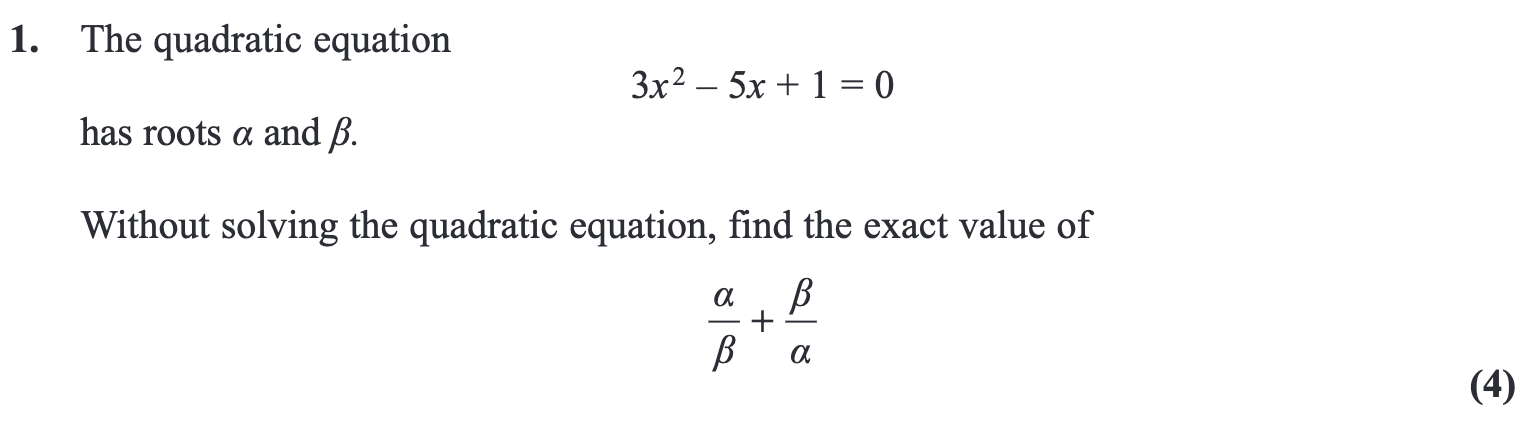 1. The quadratic equation
3x² – 5x + 1 = 0
has roots α and β.
Without solving the quadratic equation, find the exact value of
α/β + β/α
(4)